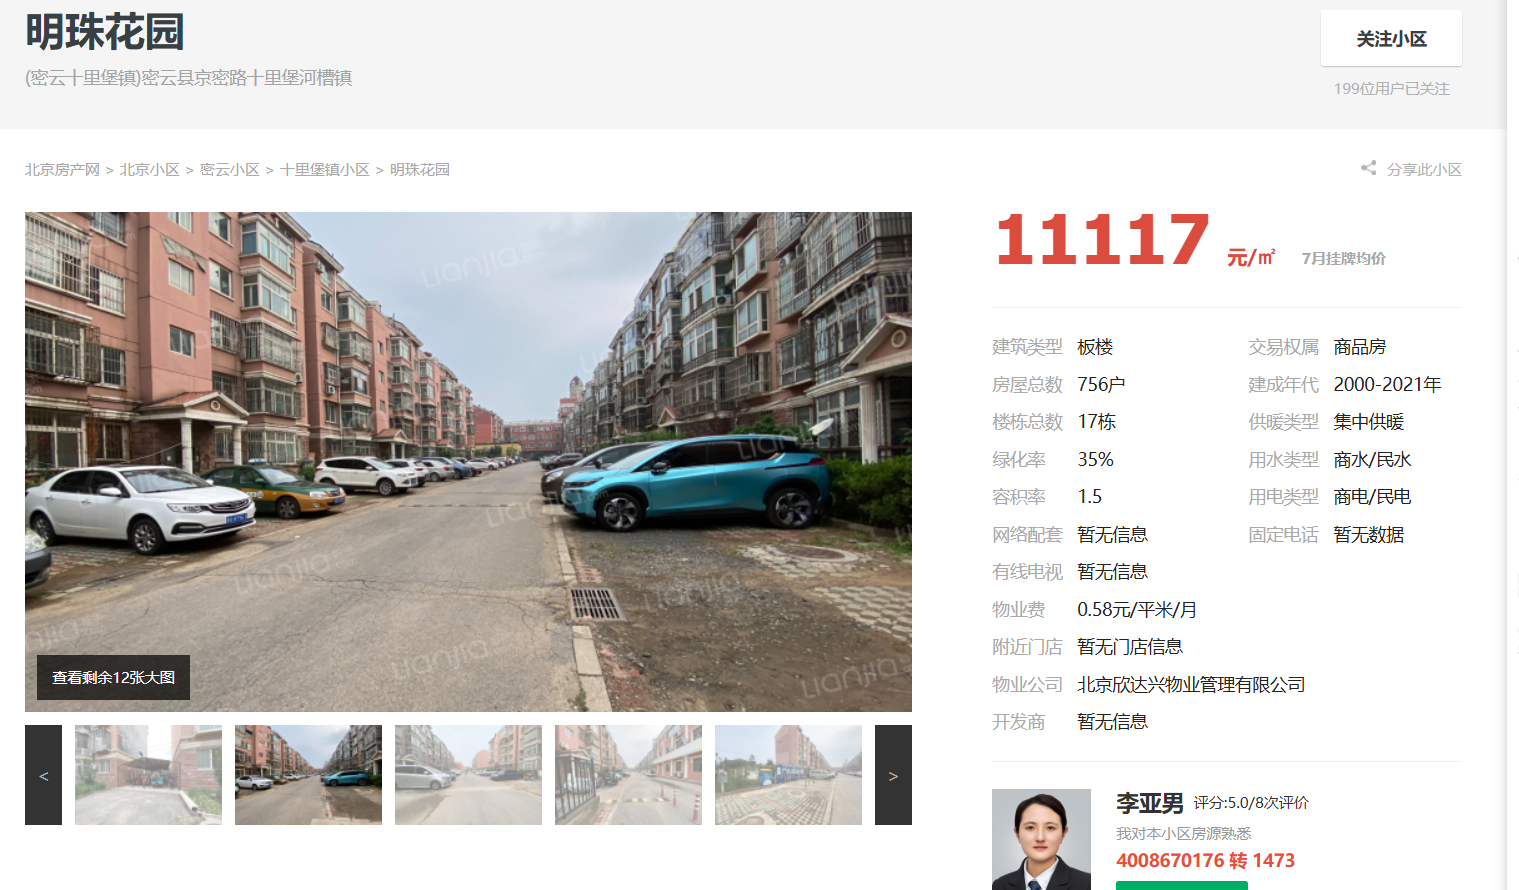 明珠花园
(密云十里堡镇)密云县京密路十里堡河槽镇
关注小区
199位用户已关注
北京房产网 > 北京小区 > 密云小区 > 十里堡镇小区 > 明珠花园
分享此小区
Lianjia
查看剩余12张大图
<
>
11117 元/㎡ 7月挂牌均价
建筑类型 板楼 交易权属 商品房
房屋总数 756户 建成年代 2000-2021年
楼栋总数 17栋 供暖类型 集中供暖
绿化率 35% 用水类型 商水/民水
容积率 1.5 用电类型 商电/民电
网络配套 暂无信息 固定电话 暂无数据
有线电视 暂无信息
物业费 0.58元/平米/月
附近门店 暂无门店信息
物业公司 北京欣达兴物业管理有限公司
开发商 暂无信息
李亚男 评分:5.0/8次评价
我对本小区房源熟悉
4008670176 转 1473